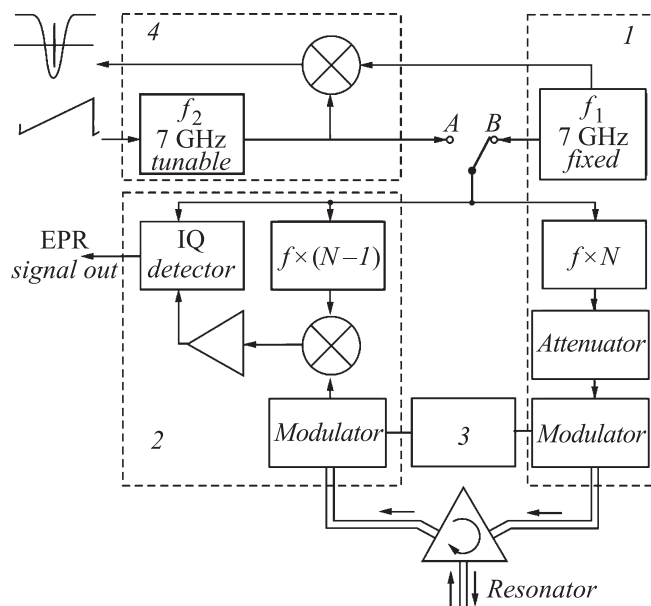 4
1
f2
7 GHz
tunable
A
B
f1
7 GHz
fixed
EPR
signal out
IQ
detector
f × (N–1)
f × N
Attenuator
2
Modulator
3
Modulator
Resonator